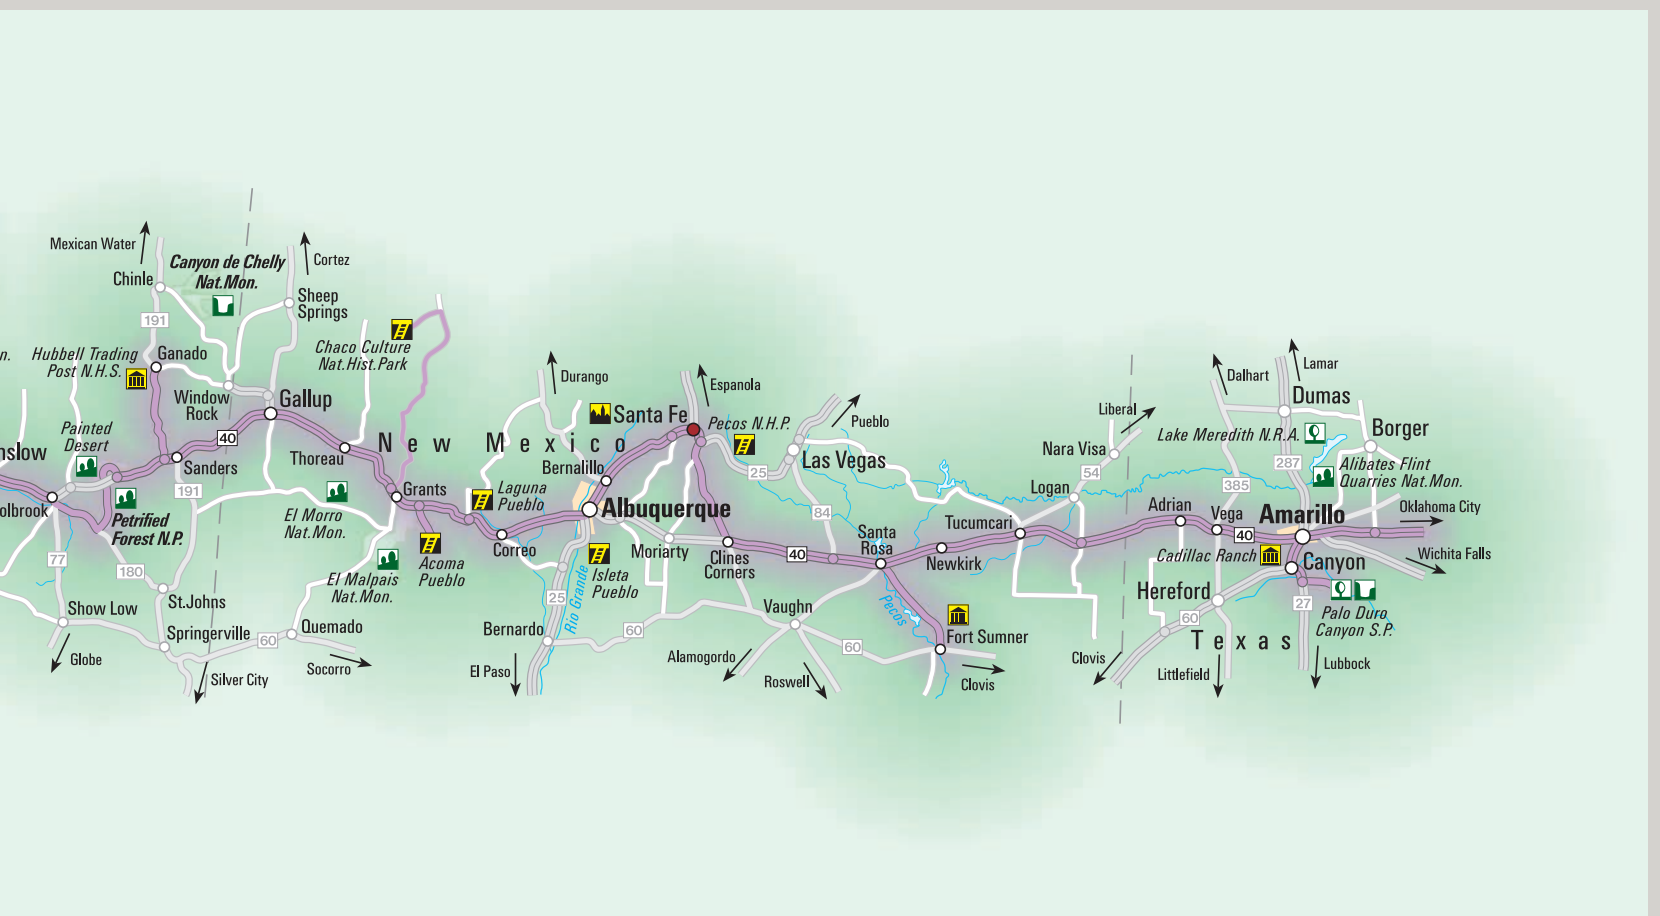 Mexican Water
Chinle
Canyon de Chelly
Nat.Mon.
Cortez
Sheep
Springs
191
n.
Hubbell Trading
Post N.H.S.
Ganado
Chaco Culture
Nat.Hist.Park
Window
Rock
Gallup
Durango
Espanola
Santa Fe
Pecos N.H.P.
Pueblo
Las Vegas
Painted
Desert
nslow
40
Sanders
191
Thoreau
New Mexico
Bernalillo
25
Grants
Laguna
Pueblo
Albuquerque
olbrook
Petrified
Forest N.P.
El Morro
Nat.Mon.
Correo
Acoma
Pueblo
Moriarty
Clines
Corners
40
84
Santa
Rosa
Tucumcari
Newkirk
Logan
54
Nara Visa
Liberal
Dalhart
Lamar
Dumas
Lake Meredith N.R.A.
Borger
287
385
Alibates Flint
Quarries Nat.Mon.
Oklahoma City
Adrian
Vega
40
Amarillo
Cadillac Ranch
Canyon
Wichita Falls
Hereford
27
Palo Duro
Canyon S.P.
60
Texas
Clovis
Littlefield
Lubbock
77
180
El Malpais
Nat.Mon.
Isleta
Pueblo
25
Rio Grande
Show Low
St.Johns
Springerville
60
Quemado
Globe
Silver City
Socorro
Bernardo
60
El Paso
Vaughn
60
Pecos
Fort Sumner
Alamogordo
Roswell
Clovis